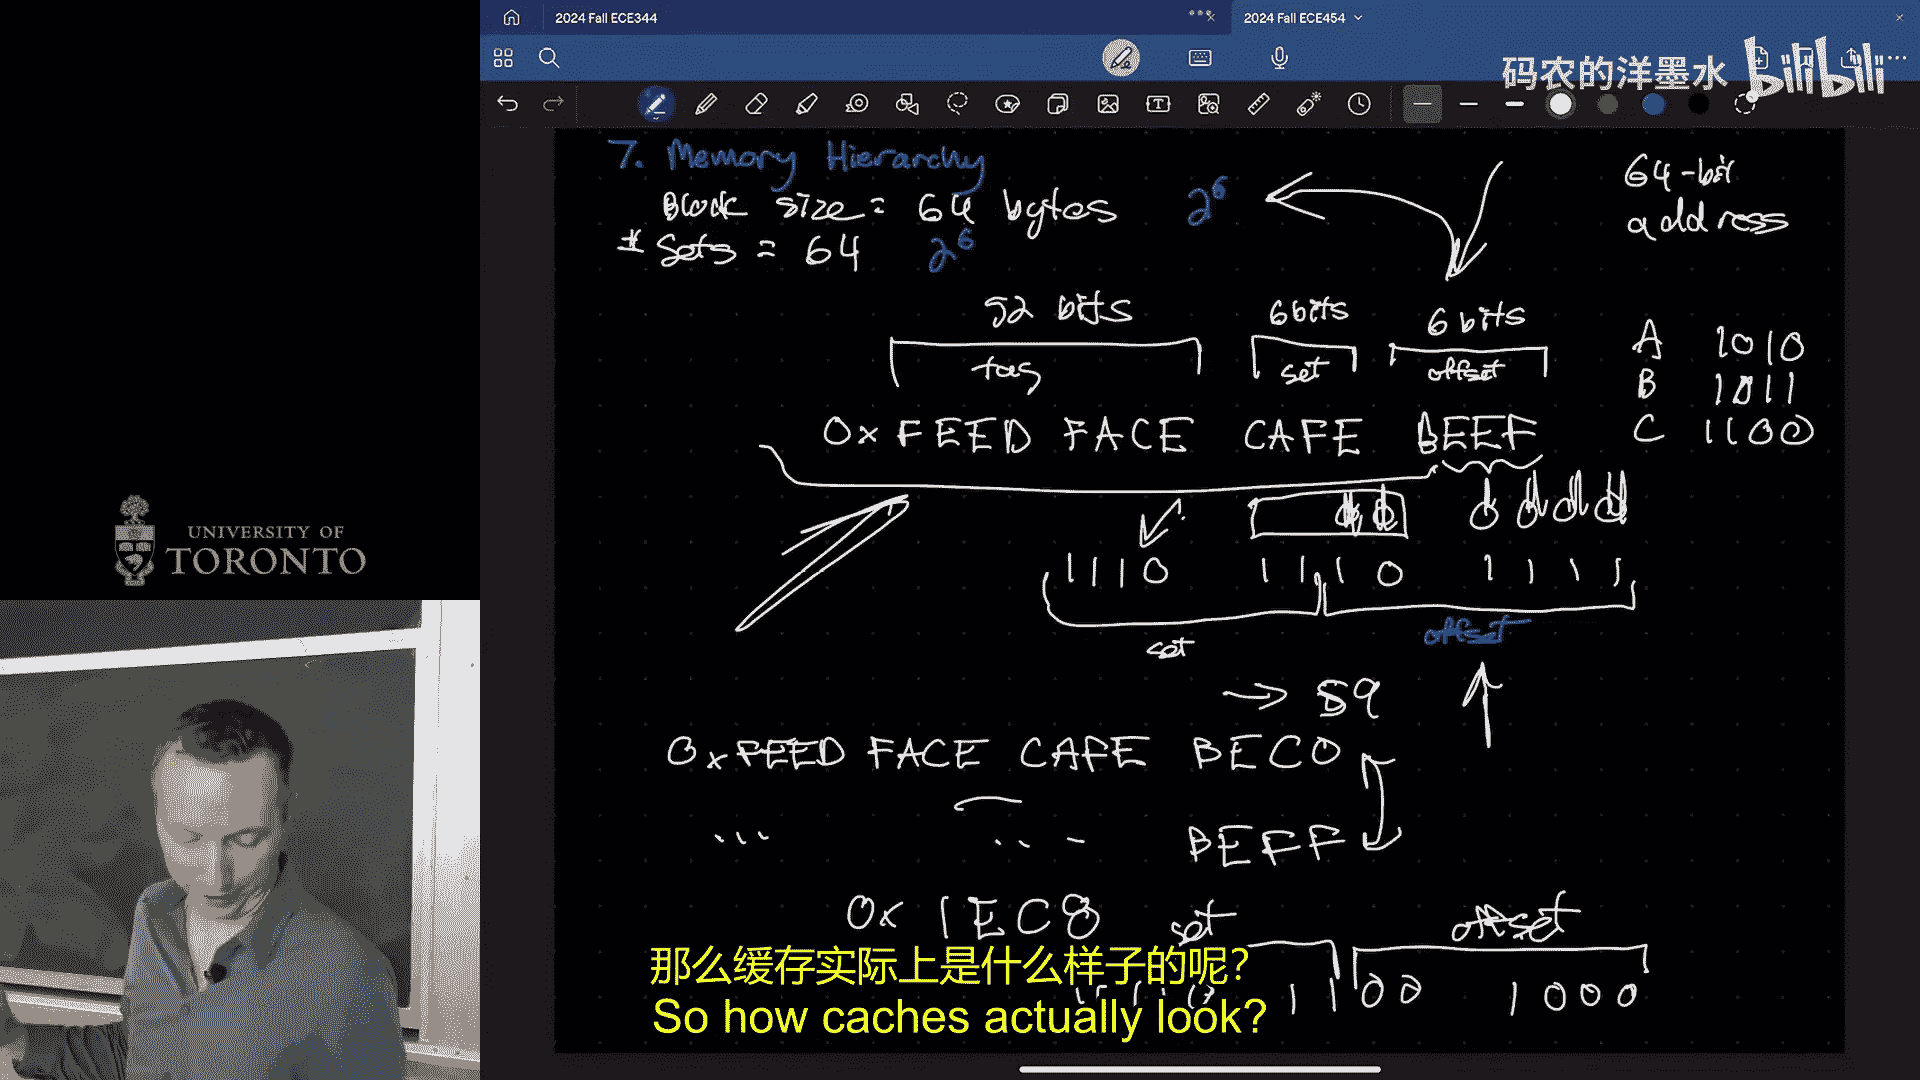 2024 Fall ECE344
2024 Fall ECE454
码农的洋墨水 bilibili
7. Memory Hierarchy
Block size = 64 bytes 2^6
# Sets = 64 2^6
64-bit
address
52 bits 6 bits 6 bits
tag set offset
A 1010
B 1011
C 1100
0x FEED FACE CAFE BEEF
1110 1110 1111
set offset
→ 59
0x FEED FACE CAFE BEC0
... ... BEFF
0x 1EC8
set offset
1100 1000
UNIVERSITY OF
TORONTO
那么缓存实际上是什么样子的呢？
So how caches actually look?